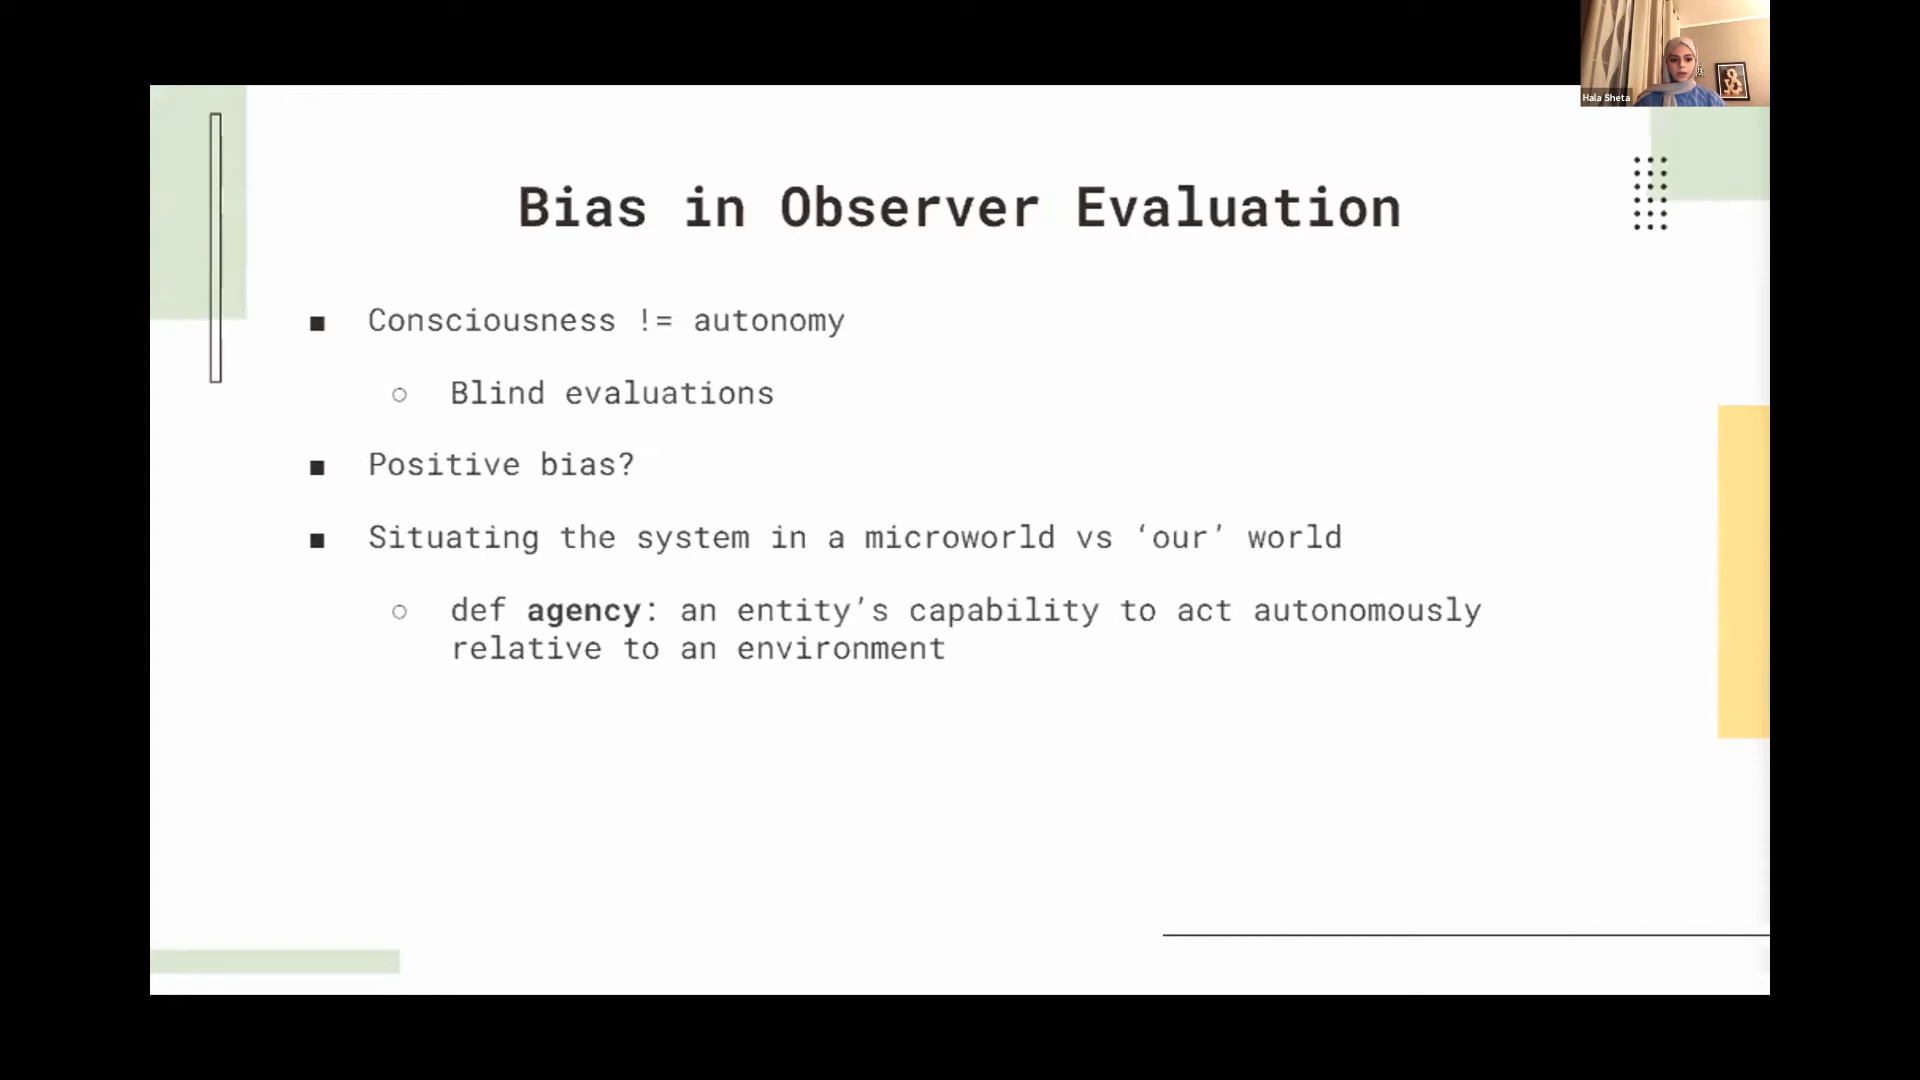 Hala Sheta
Bias in Observer Evaluation
■ Consciousness != autonomy
○ Blind evaluations
■ Positive bias?
■ Situating the system in a microworld vs ‘our’ world
○ def agency: an entity’s capability to act autonomously
relative to an environment